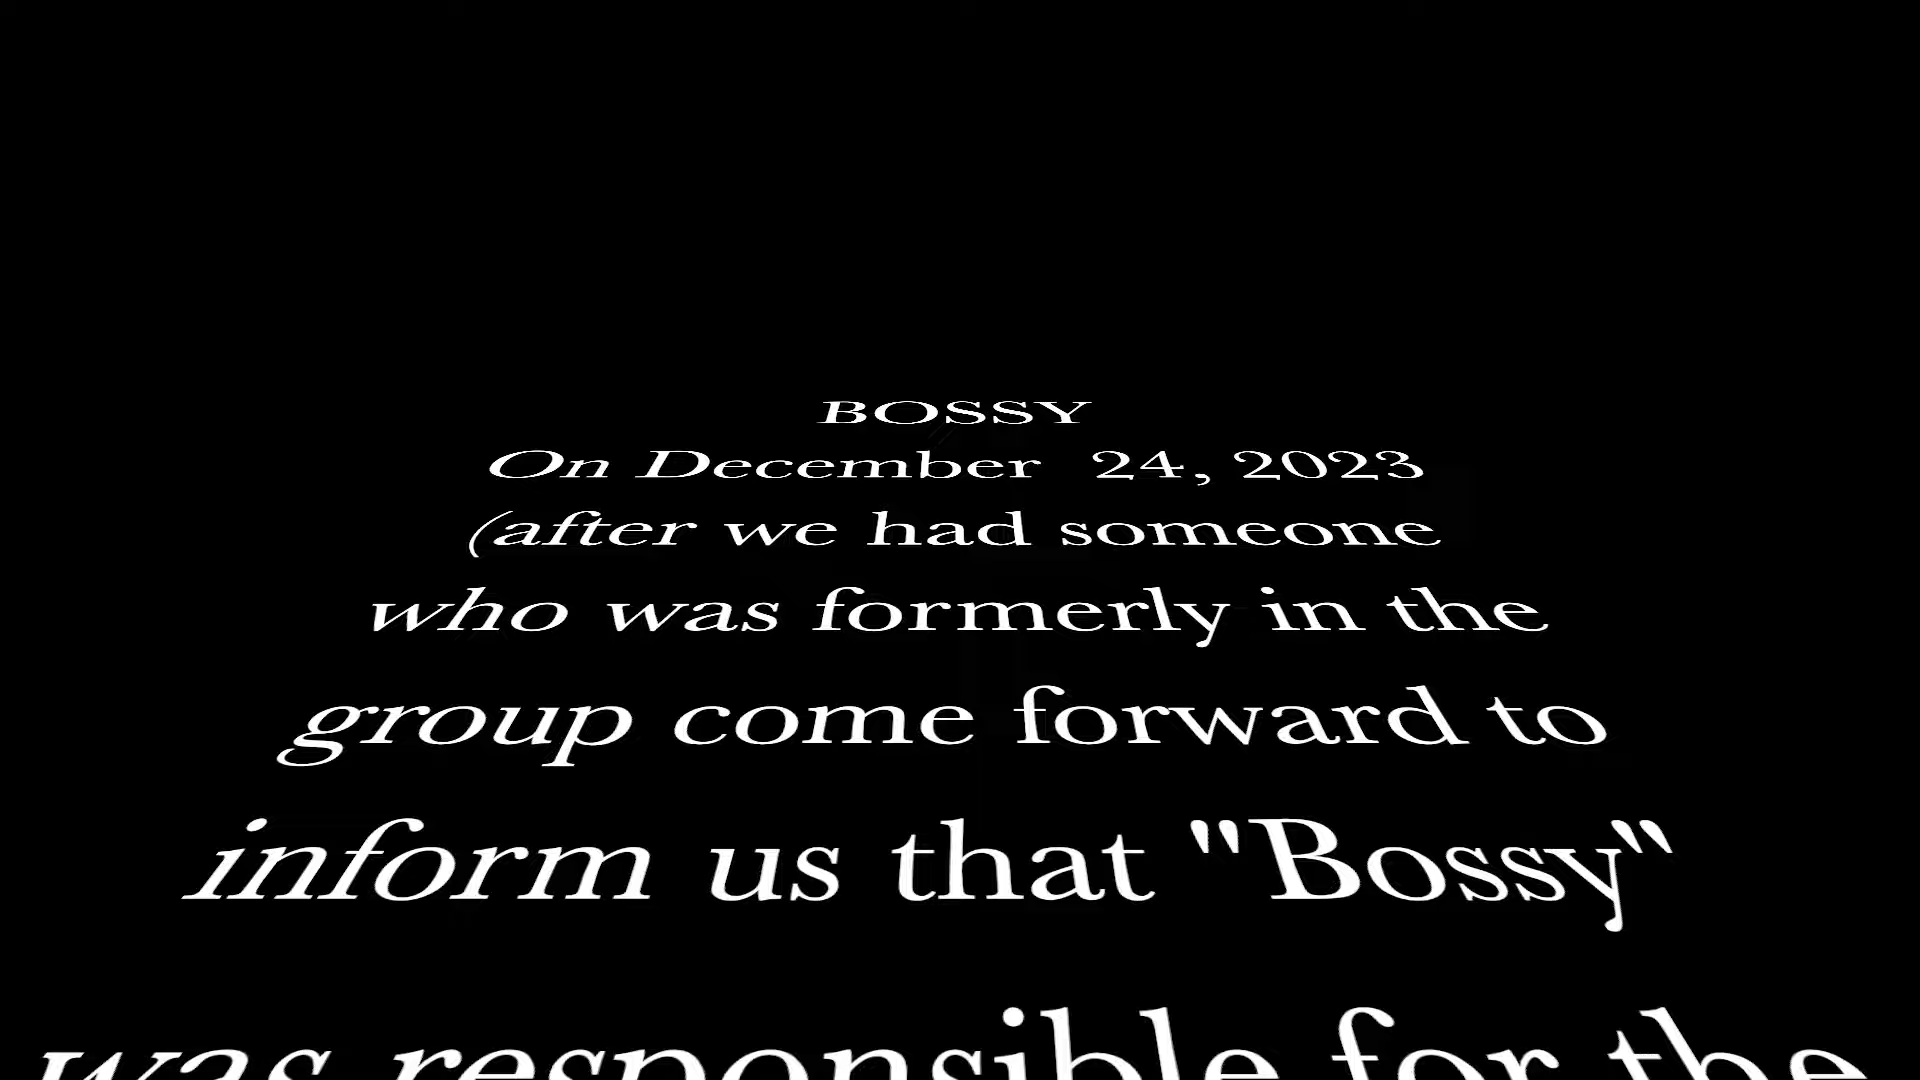 BOSSY
On December 24, 2023
(after we had someone
who was formerly in the
group come forward to
inform us that "Bossy"
was responsible for the